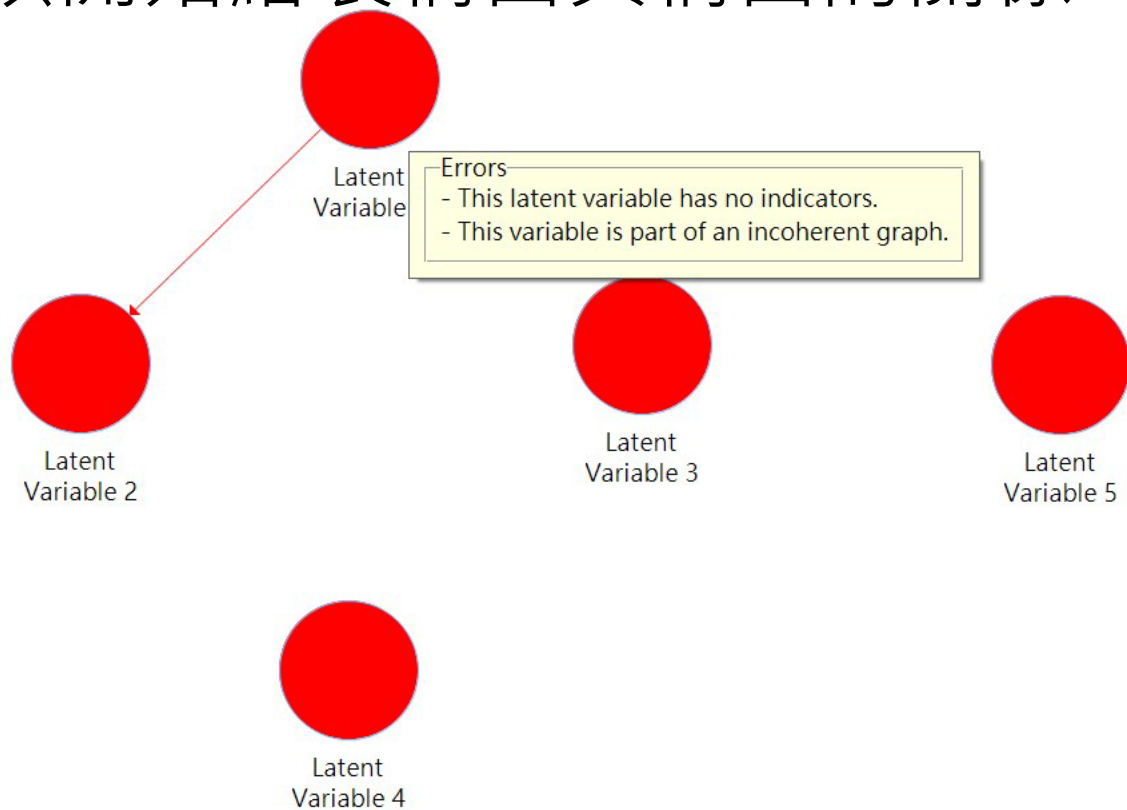 Latent
Variable
Errors
- This latent variable has no indicators.
- This variable is part of an incoherent graph.
Latent
Variable 2
Latent
Variable 3
Latent
Variable 5
Latent
Variable 4